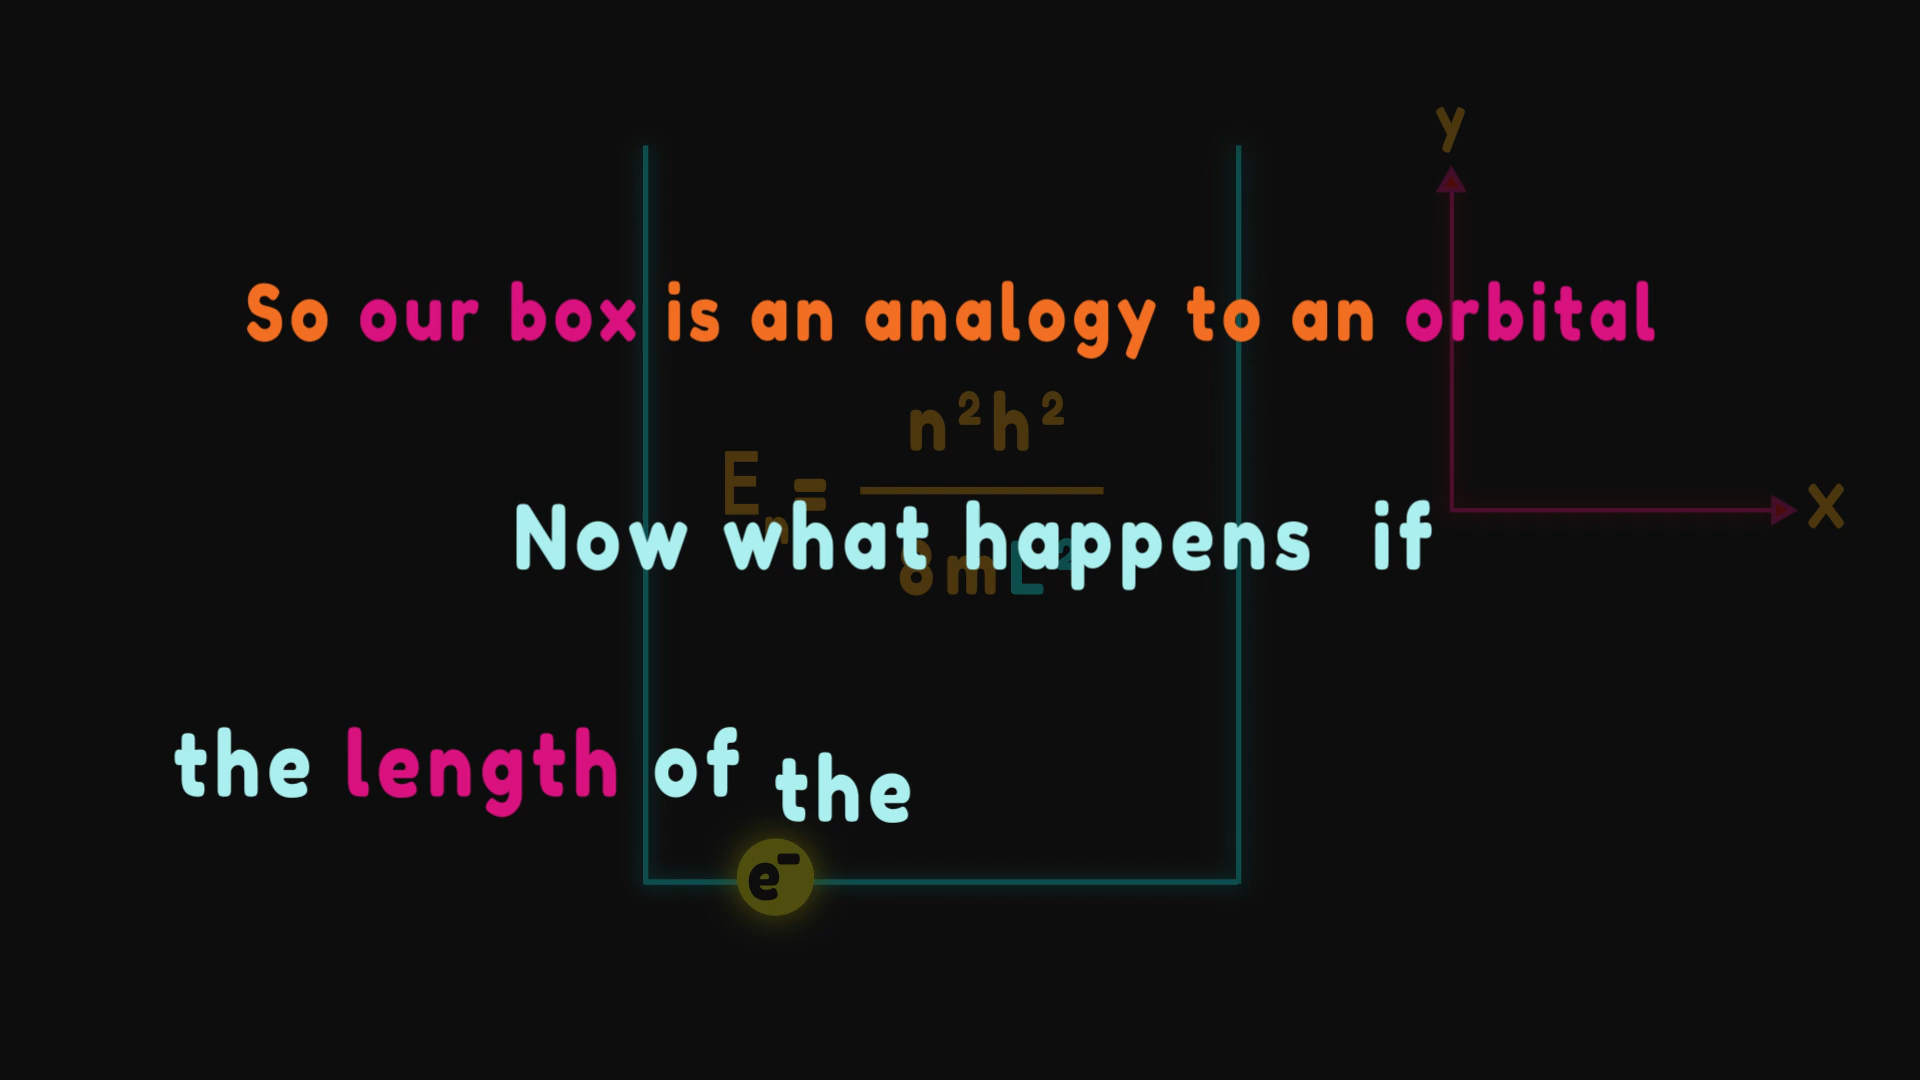 y
So our box is an analogy to an orbital
n²h²
Eₙ=
x
Now what happens if
8mL²
the length of the
e⁻